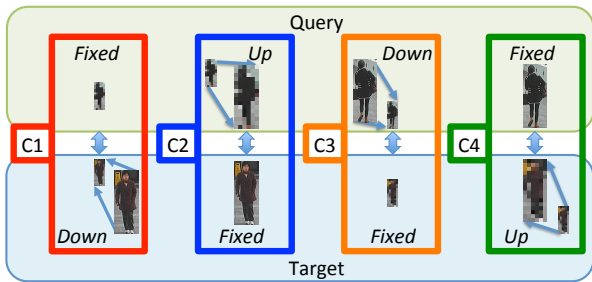 Query
Fixed
Up
Down
Fixed
C1
C2
C3
C4
Down
Fixed
Fixed
Up
Target